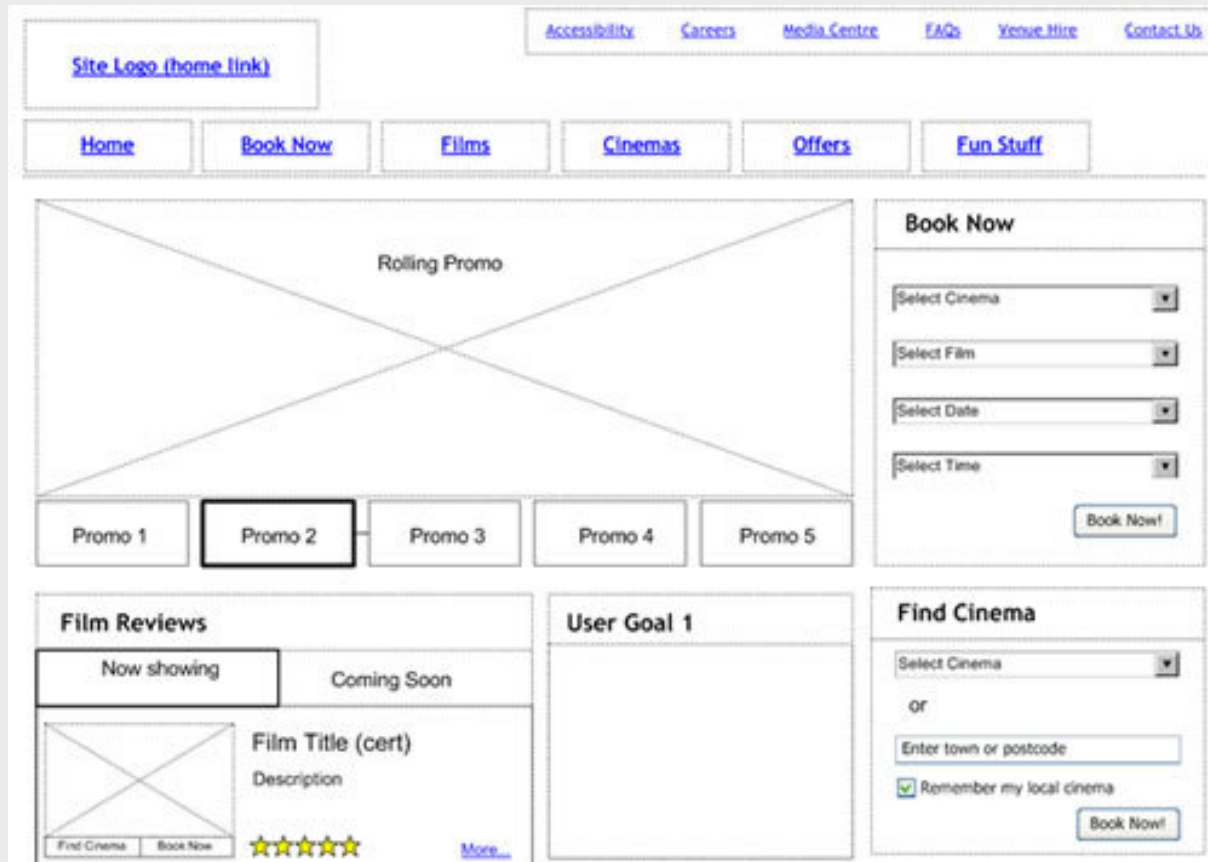 Accessibility Careers Media Centre FAQs Venue Hire Contact Us
Site Logo (home link)
Home Book Now Films Cinemas Offers Fun Stuff
Rolling Promo
Promo 1 Promo 2 Promo 3 Promo 4 Promo 5
Book Now
Select Cinema
Select Film
Select Date
Select Time
Book Now!
Film Reviews
Now showing
Coming Soon
Film Title (cert)
Description
Find Cinema Book Now
More...
User Goal 1
Find Cinema
Select Cinema
or
Enter town or postcode
Remember my local cinema
Book Now!